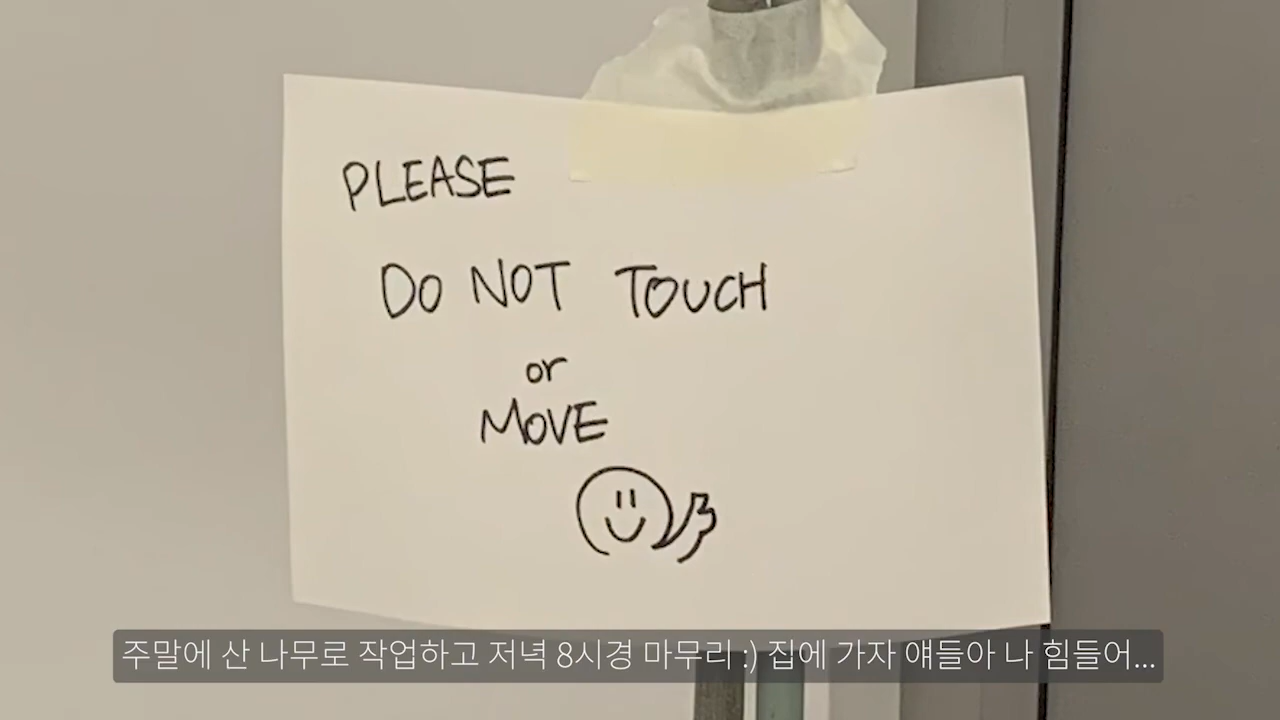 PLEASE
DO NOT TOUCH
or
MOVE
주말에 산 나무로 작업하고 저녁 8시경 마무리 :) 집에 가자 얘들아 나 힘들어...